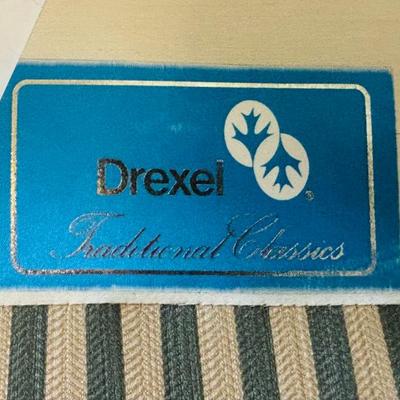 Drexel ®
Traditional Classics